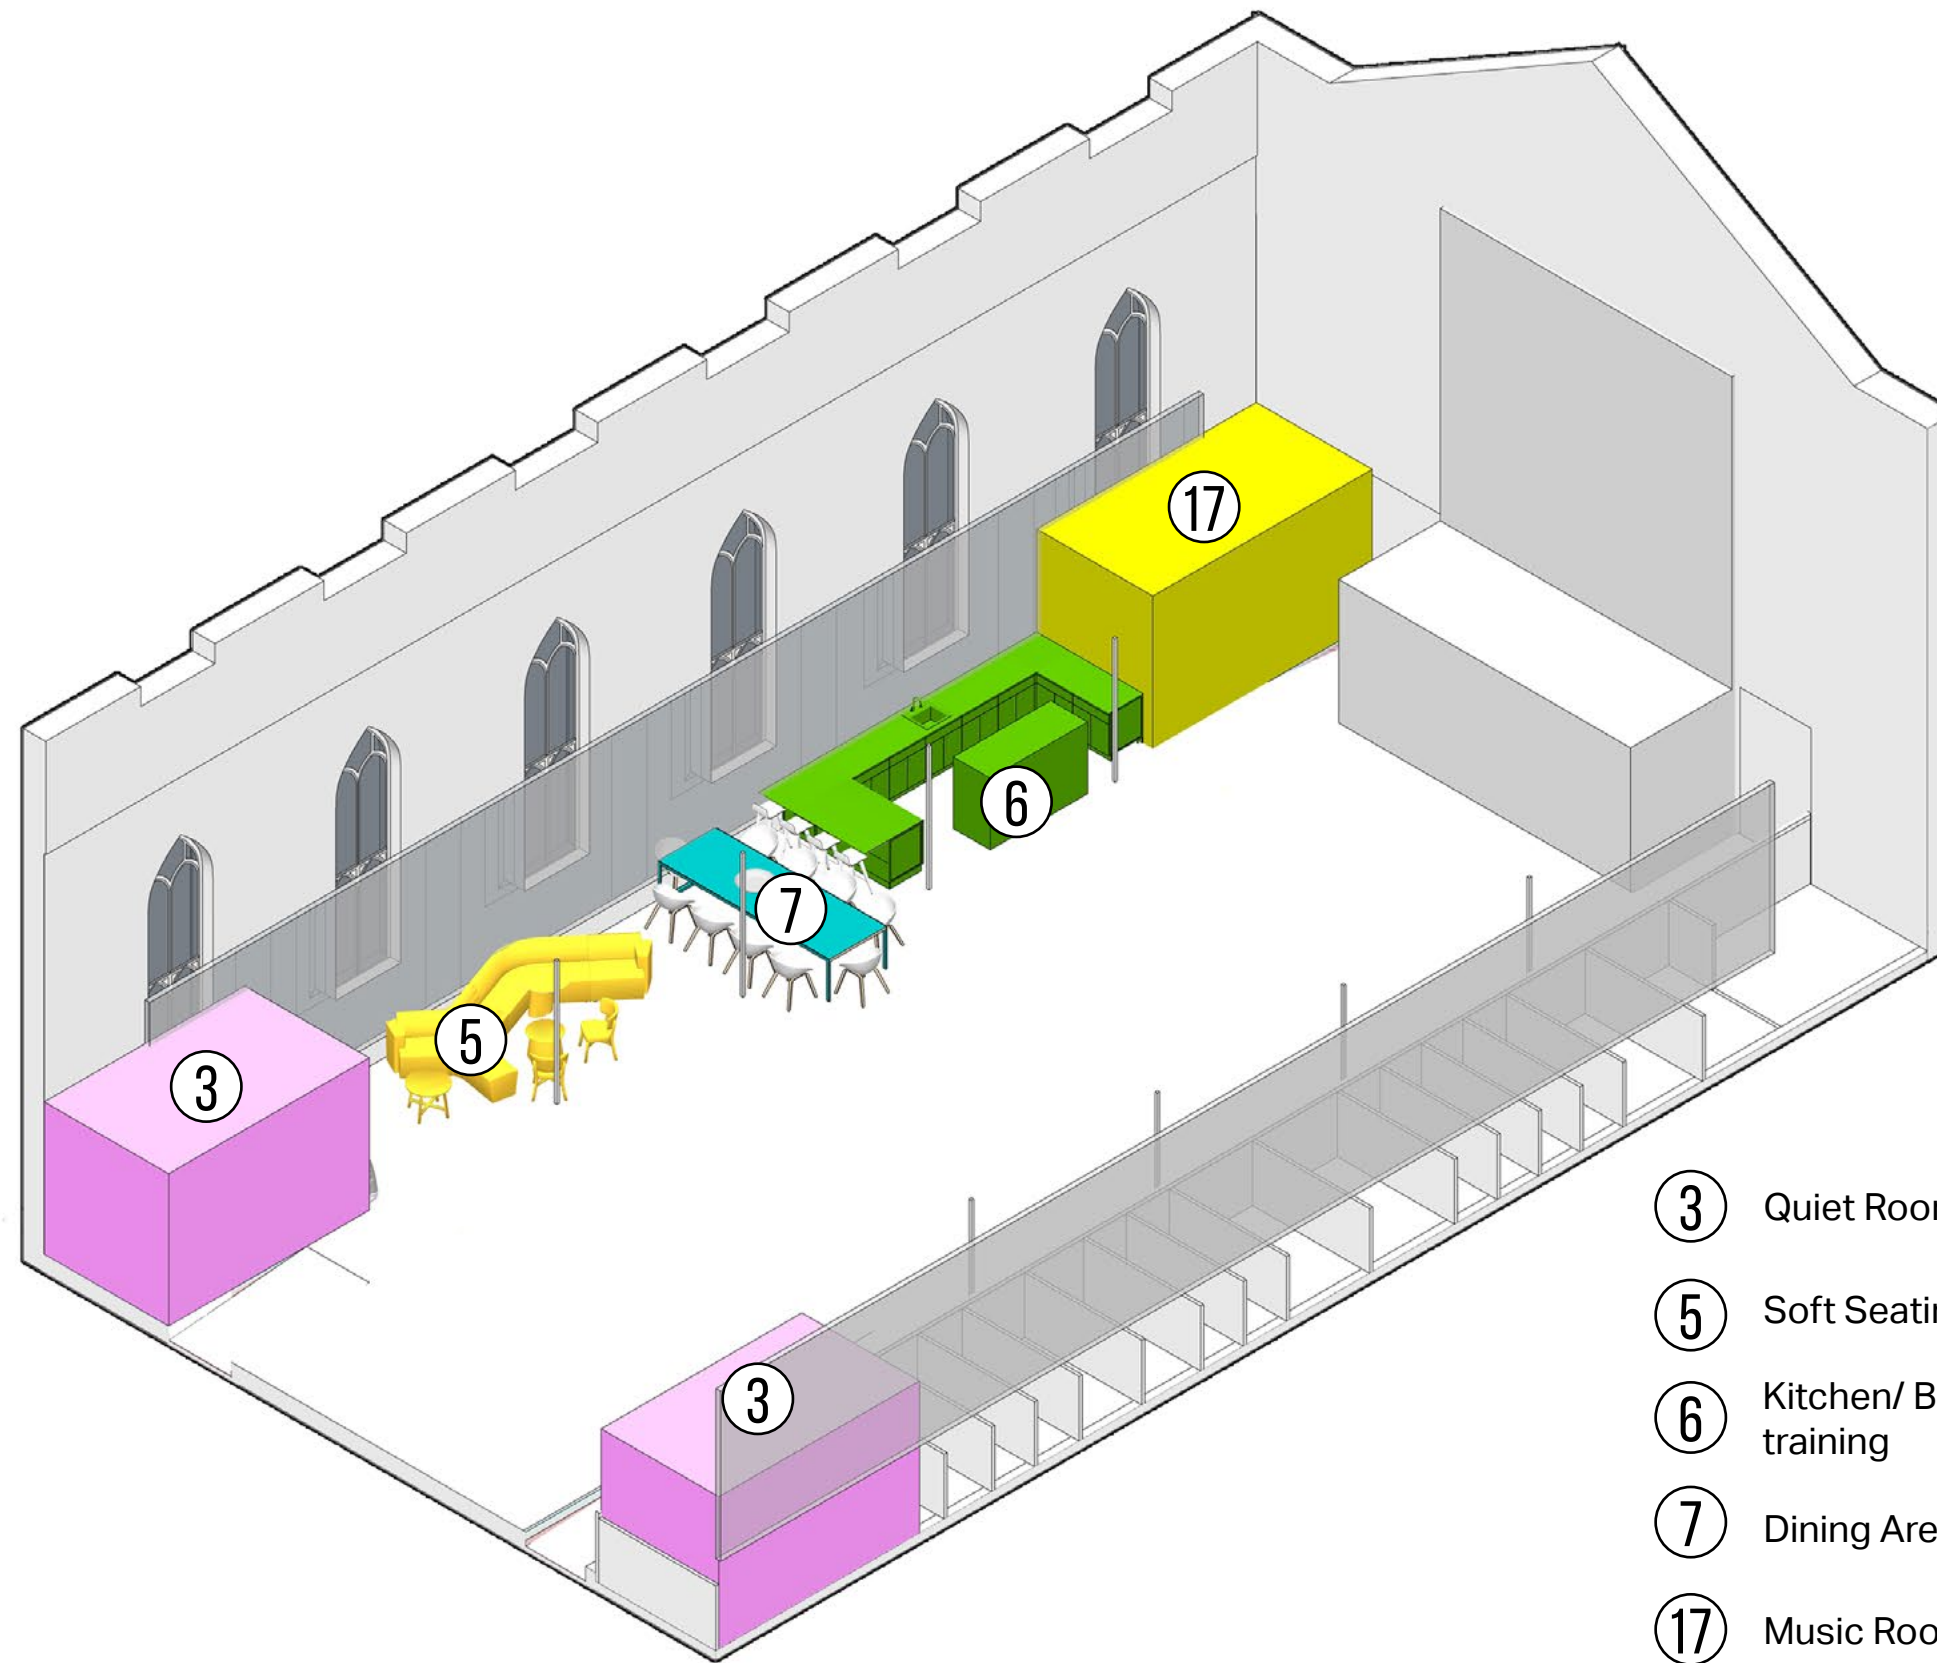 17
6
7
5
3
3
3 Quiet Roo
5 Soft Seati
6 Kitchen/ B
training
7 Dining Are
17 Music Roo